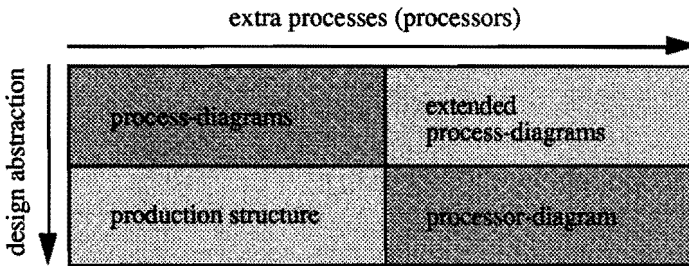 extra processes (processors)
design abstraction
process-diagrams
extended
process-diagrams
production structure
processor-diagram